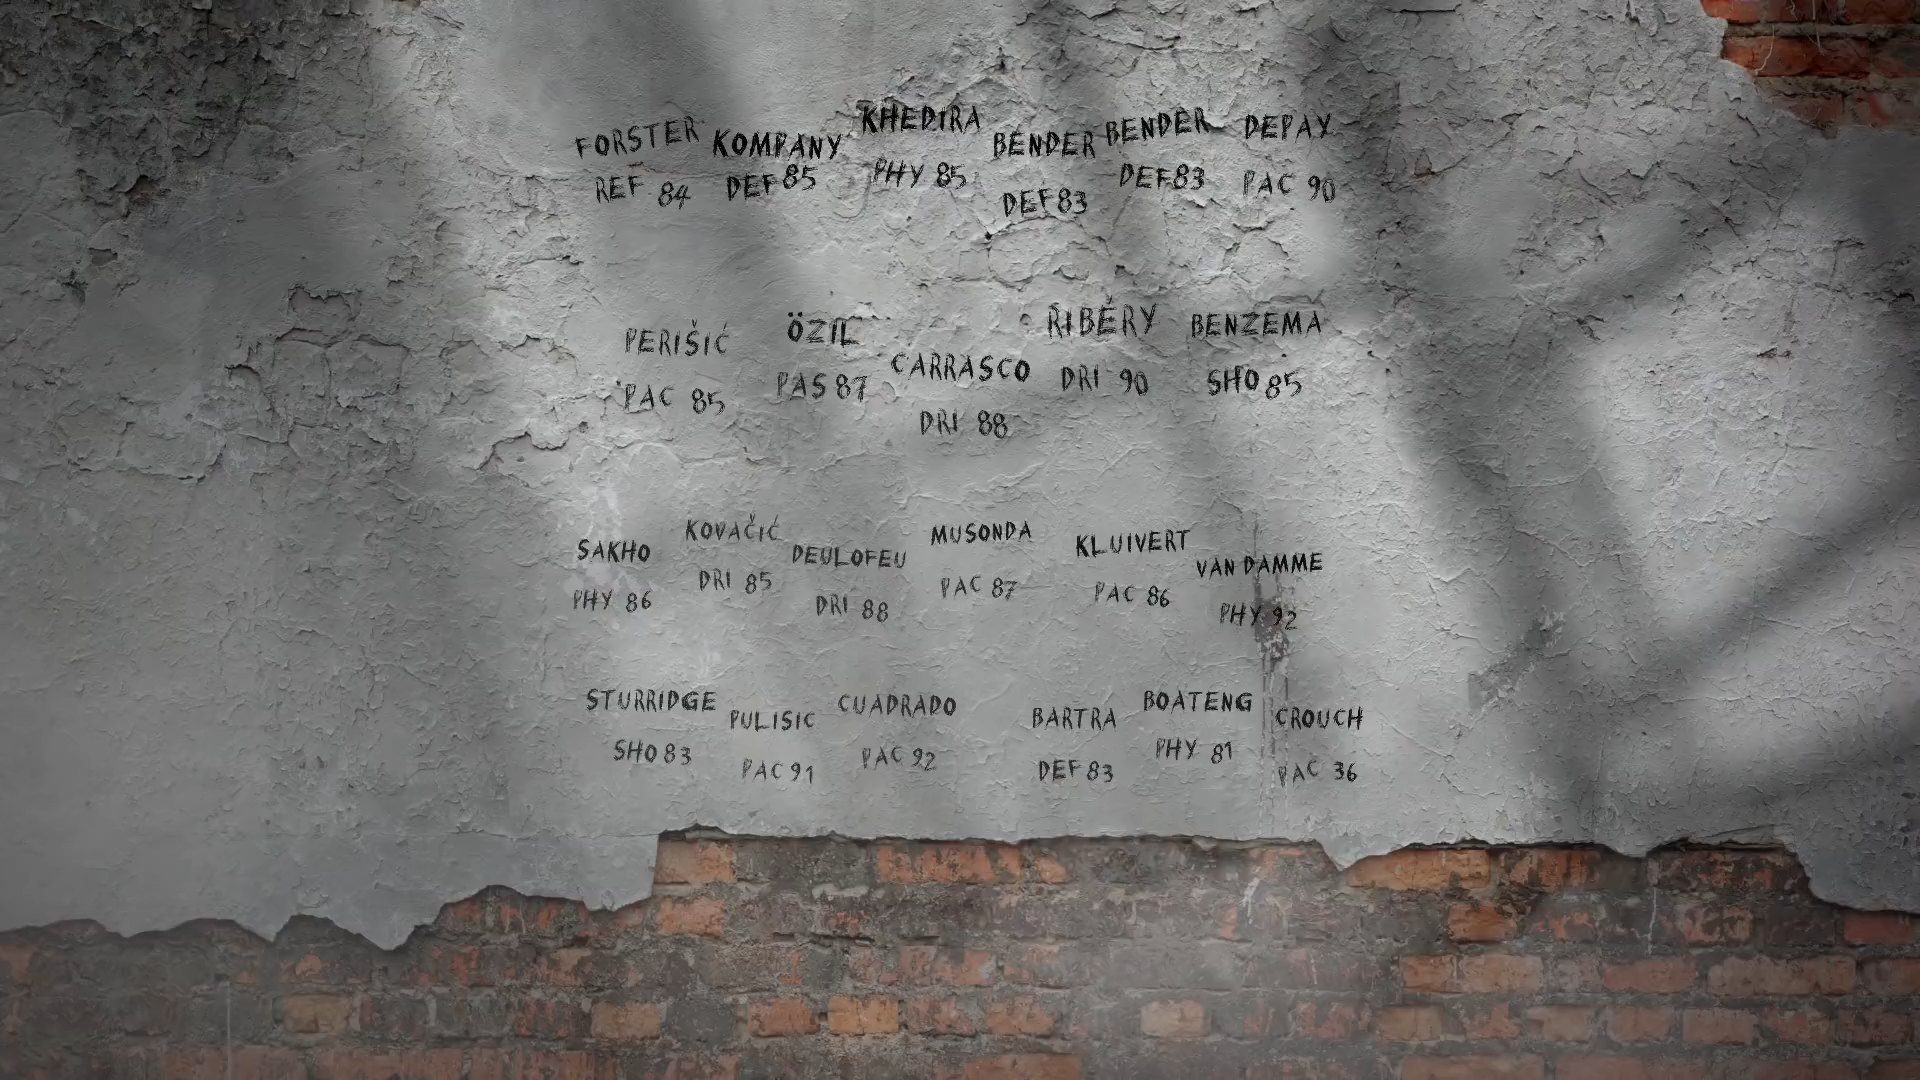 FORSTER KOMPANY KHEDIRA BENDER BENDER DEPAY
REF 84 DEF 85 PHY 85 DEF 83 DEF 83 PAC 90
PERIŠIĆ ÖZIL CARRASCO RIBÉRY BENZEMA
PAC 85 PAS 87 DRI 88 DRI 90 SHO 85
SAKHO KOVAČIĆ DEULOFEU MUSONDA KLUIVERT VAN DAMME
PHY 86 DRI 85 DRI 88 PAC 87 PAC 86 PHY 92
STURRIDGE PULISIC CUADRADO BARTRA BOATENG CROUCH
SHO 83 PAC 91 PAC 92 DEF 83 PHY 81 PAC 36